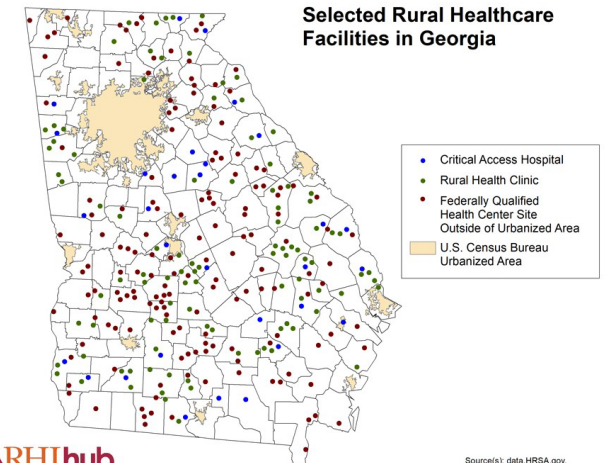 Selected Rural Healthcare
Facilities in Georgia
Critical Access Hospital
Rural Health Clinic
Federally Qualified
Health Center Site
Outside of Urbanized Area
U.S. Census Bureau
Urbanized Area
RHIhub
Source(s): data.HRSA.gov,